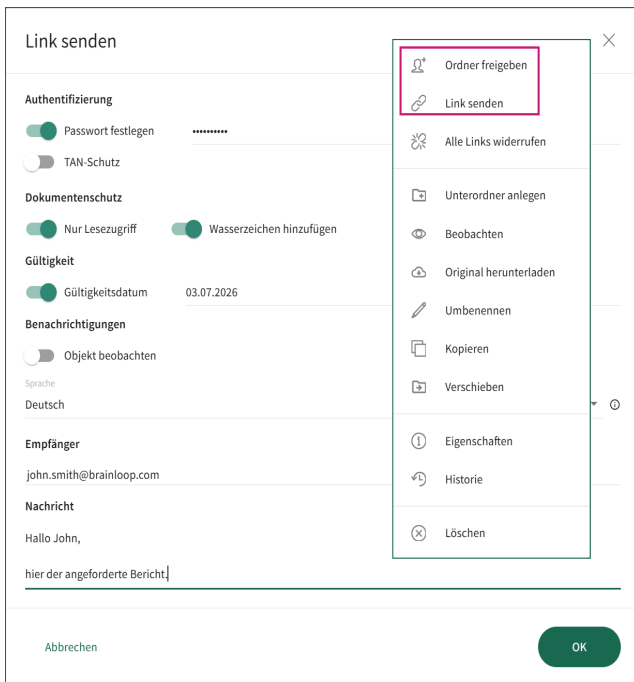 Link senden
Authentifizierung
Passwort festlegen ••••••••••
TAN-Schutz
Dokumentenschutz
Nur Lesezugriff Wasserzeichen hinzufügen
Gültigkeit
Gültigkeitsdatum 03.07.2026
Benachrichtigungen
Objekt beobachten
Sprache
Deutsch
Empfänger
john.smith@brainloop.com
Nachricht
Hallo John,
hier der angeforderte Bericht.
Abbrechen
OK
Ordner freigeben
Link senden
Alle Links widerrufen
Unterordner anlegen
Beobachten
Original herunterladen
Umbenennen
Kopieren
Verschieben
Eigenschaften
Historie
Löschen